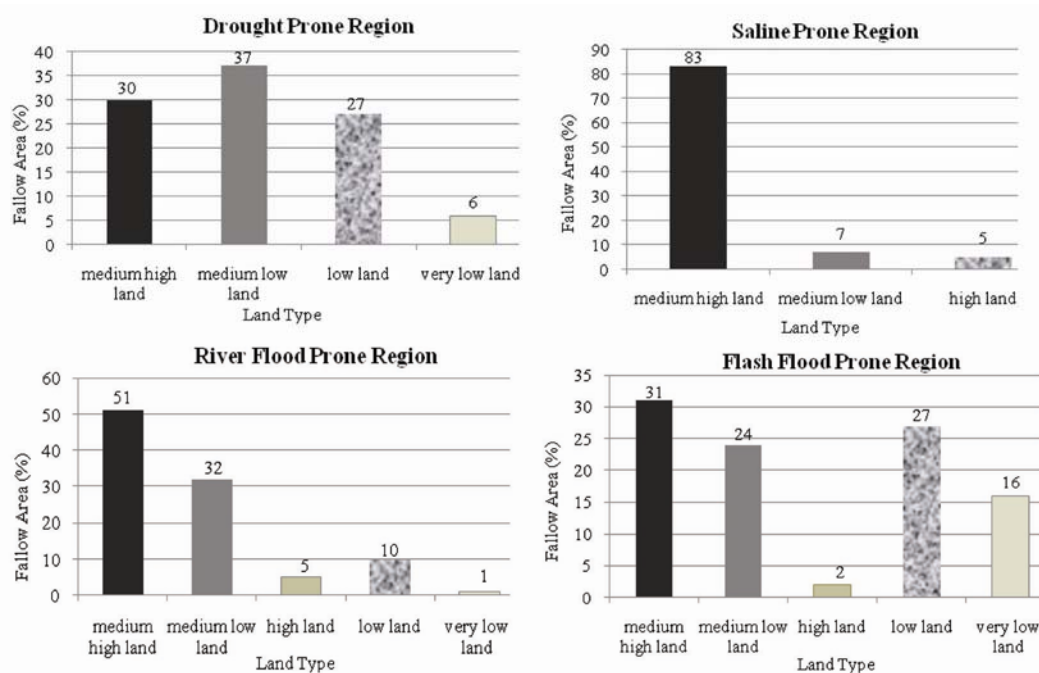 Drought Prone Region
Fallow Area (%)
40
35
30
25
20
15
10
5
0
30
37
27
6
medium high land
medium low land
low land
very low land
Land Type
Saline Prone Region
Fallow Area (%)
90
80
70
60
50
40
30
20
10
0
83
7
5
medium high land
medium low land
high land
Land Type
River Flood Prone Region
Fallow Area (%)
60
50
40
30
20
10
0
51
32
5
10
1
medium high land
medium low land
high land
low land
very low land
Land Type
Flash Flood Prone Region
Fallow Area (%)
35
30
25
20
15
10
5
0
31
24
2
27
16
medium high land
medium low land
high land
low land
very low land
Land Type